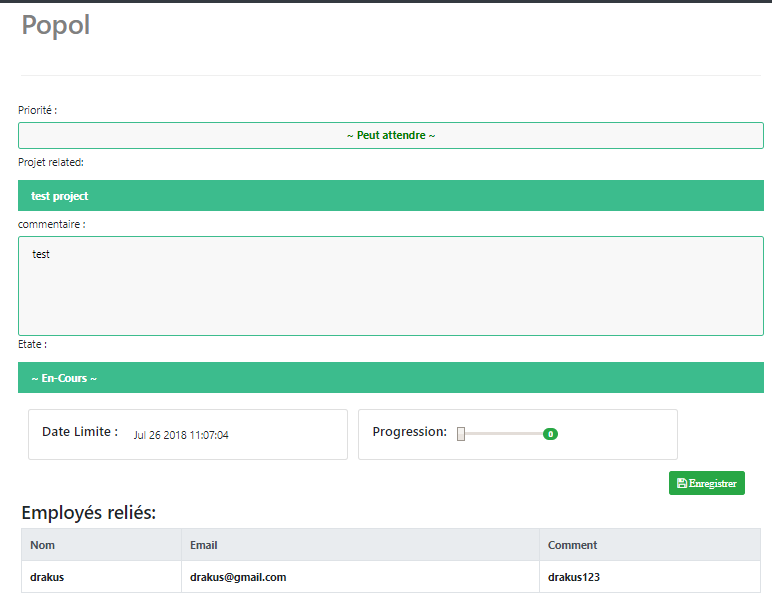 Popol
Priorité :
~ Peut attendre ~
Projet related:
test project
commentaire :
test
Etate :
~ En-Cours ~
Date Limite : Jul 26 2018 11:07:04
Progression: 0
Enregistrer
Employés reliés:
Nom Email Comment
drakus drakus@gmail.com drakus123